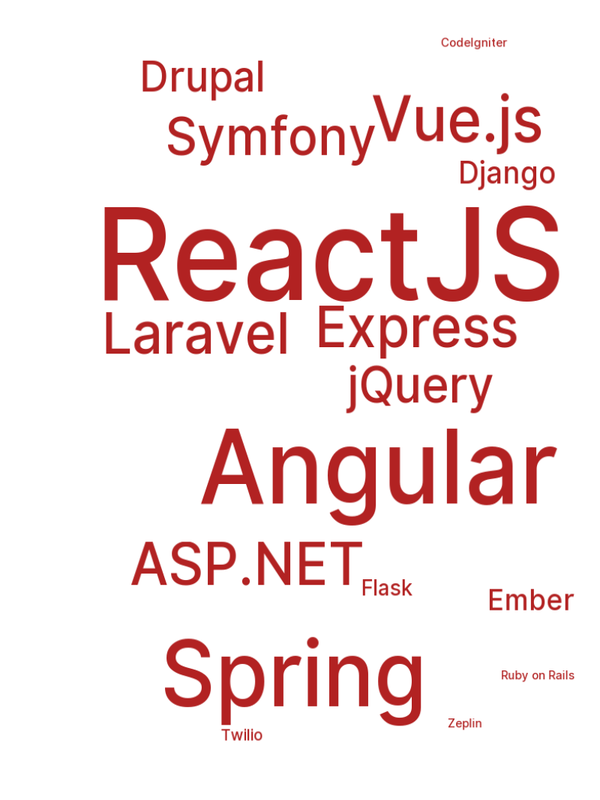 CodeIgniter
Drupal
Vue.js
Symfony
Django
ReactJS
Laravel
Express
jQuery
Angular
ASP.NET
Flask
Ember
Spring
Ruby on Rails
Zeplin
Twilio